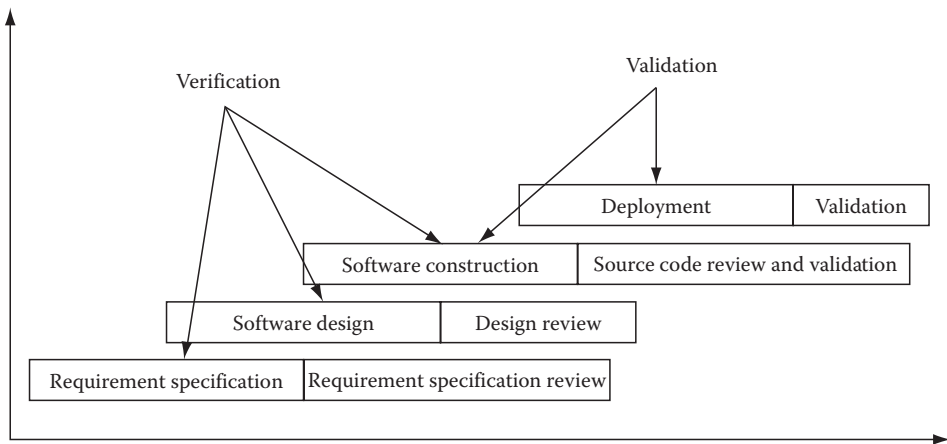 Validation
Verification
Deployment
Validation
Software construction
Source code review and validation
Software design
Design review
Requirement specification
Requirement specification review